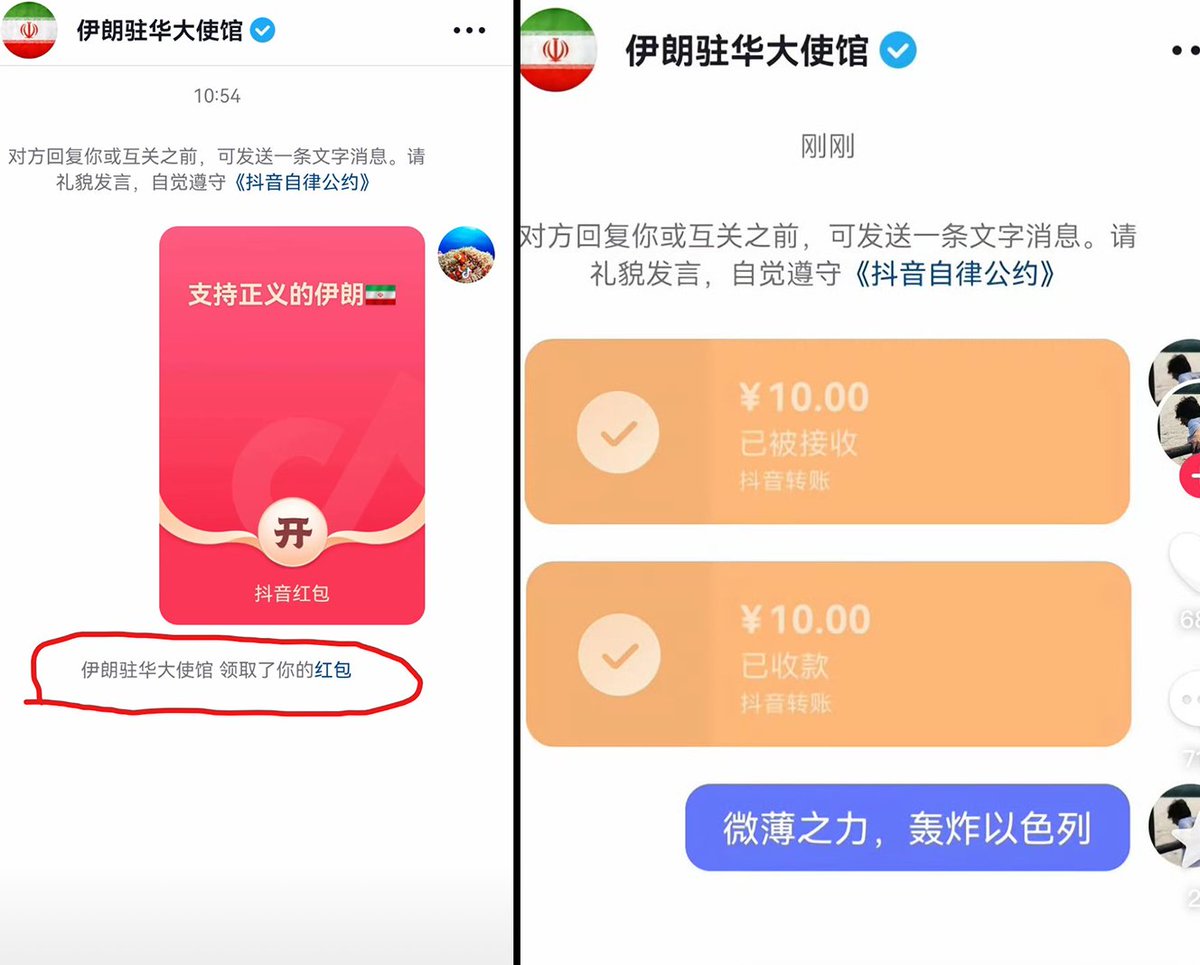 伊朗驻华大使馆
10:54
对方回复你或互关之前，可发送一条文字消息。请
礼貌发言，自觉遵守《抖音自律公约》
支持正义的伊朗🇮🇷
开
抖音红包
伊朗驻华大使馆 领取了你的红包
伊朗驻华大使馆
刚刚
对方回复你或互关之前，可发送一条文字消息。请
礼貌发言，自觉遵守《抖音自律公约》
¥10.00
已被接收
抖音转账
¥10.00
已收款
抖音转账
微薄之力，轰炸以色列